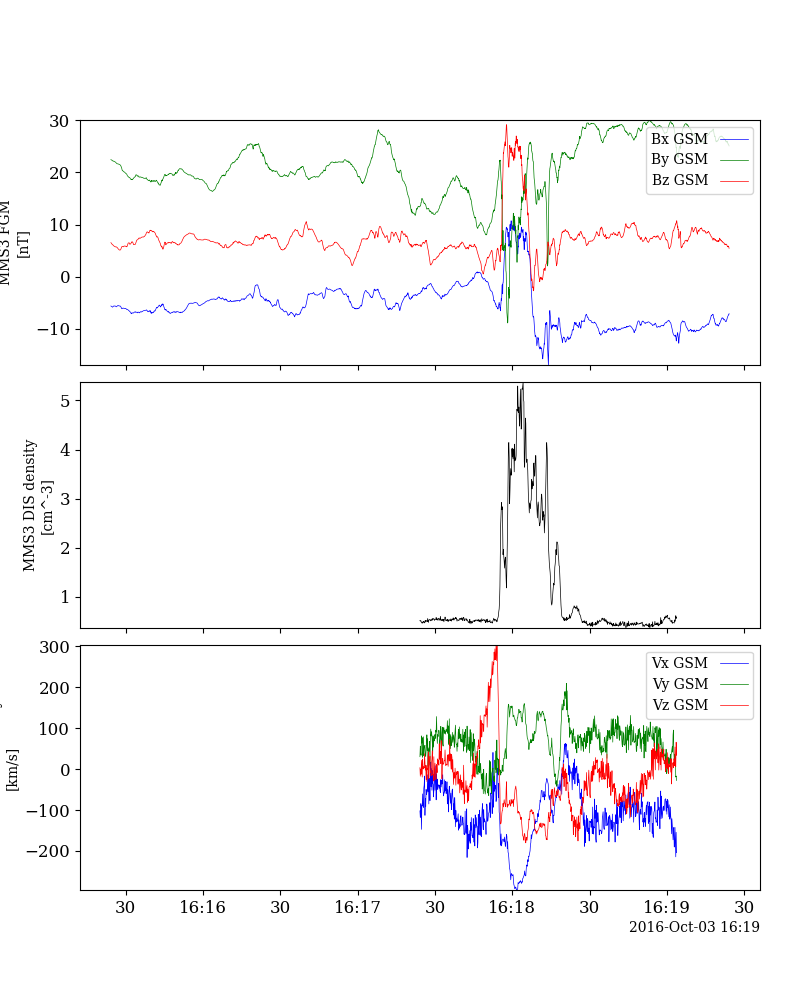 30
20
10
0
−10
MMS3 FGM
[nT]
Bx GSM
By GSM
Bz GSM
5
4
3
2
1
MMS3 DIS density
[cm^-3]
300
200
100
0
−100
−200
[km/s]
Vx GSM
Vy GSM
Vz GSM
30 16:16 30 16:17 30 16:18 30 16:19 30
2016-Oct-03 16:19